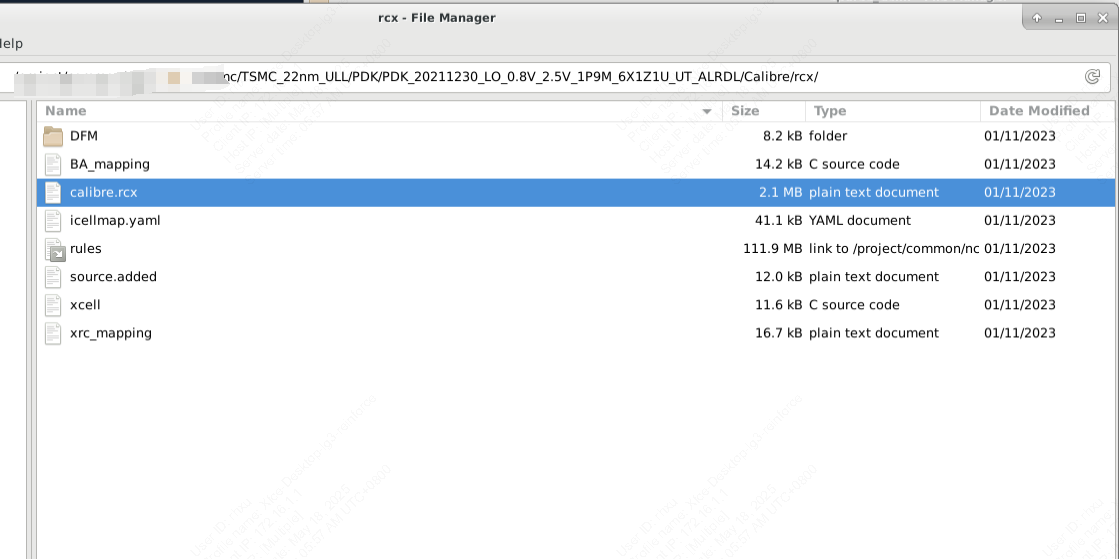 rcx - File Manager
Help
mc/TSMC_22nm_ULL/PDK/PDK_20211230_LO_0.8V_2.5V_1P9M_6X1Z1U_UT_ALRDL/Calibre/rcx/
Name Size Type Date Modified
DFM 8.2 kB folder 01/11/2023
BA_mapping 14.2 kB C source code 01/11/2023
calibre.rcx 2.1 MB plain text document 01/11/2023
icellmap.yaml 41.1 kB YAML document 01/11/2023
rules 111.9 MB link to /project/common/nc 01/11/2023
source.added 12.0 kB plain text document 01/11/2023
xcell 11.6 kB C source code 01/11/2023
xrc_mapping 16.7 kB plain text document 01/11/2023